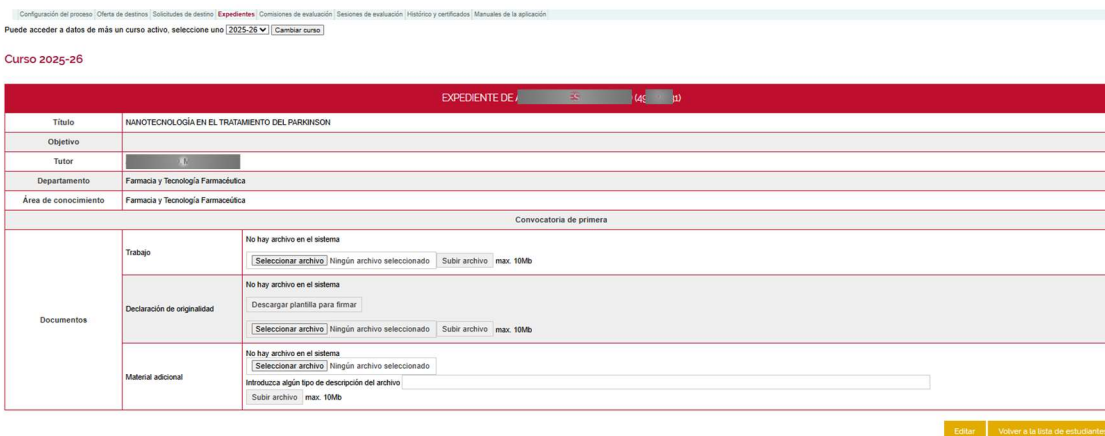 Configuración del proceso Oferta de destinos Solicitudes de destino Expedientes Comisiones de evaluación Sesiones de evaluación Histórico y certificados Manuales de la aplicación
Puede acceder a datos de más un curso activo, seleccione uno 2025-26 Cambiar curso
Curso 2025-26
EXPEDIENTE DE
Título NANOTECNOLOGÍA EN EL TRATAMIENTO DEL PARKINSON
Objetivo
Tutor
Departamento Farmacia y Tecnología Farmacéutica
Área de conocimiento Farmacia y Tecnología Farmaceútica
Convocatoria de primera
Documentos
Trabajo
No hay archivo en el sistema
Seleccionar archivo Ningún archivo seleccionado Subir archivo max. 10Mb
Declaración de originalidad
No hay archivo en el sistema
Descargar plantilla para firmar
Seleccionar archivo Ningún archivo seleccionado Subir archivo max. 10Mb
Material adicional
No hay archivo en el sistema
Seleccionar archivo Ningún archivo seleccionado
Introduzca algún tipo de descripción del archivo
Subir archivo max. 10Mb
Editar Volver a la lista de estudiantes